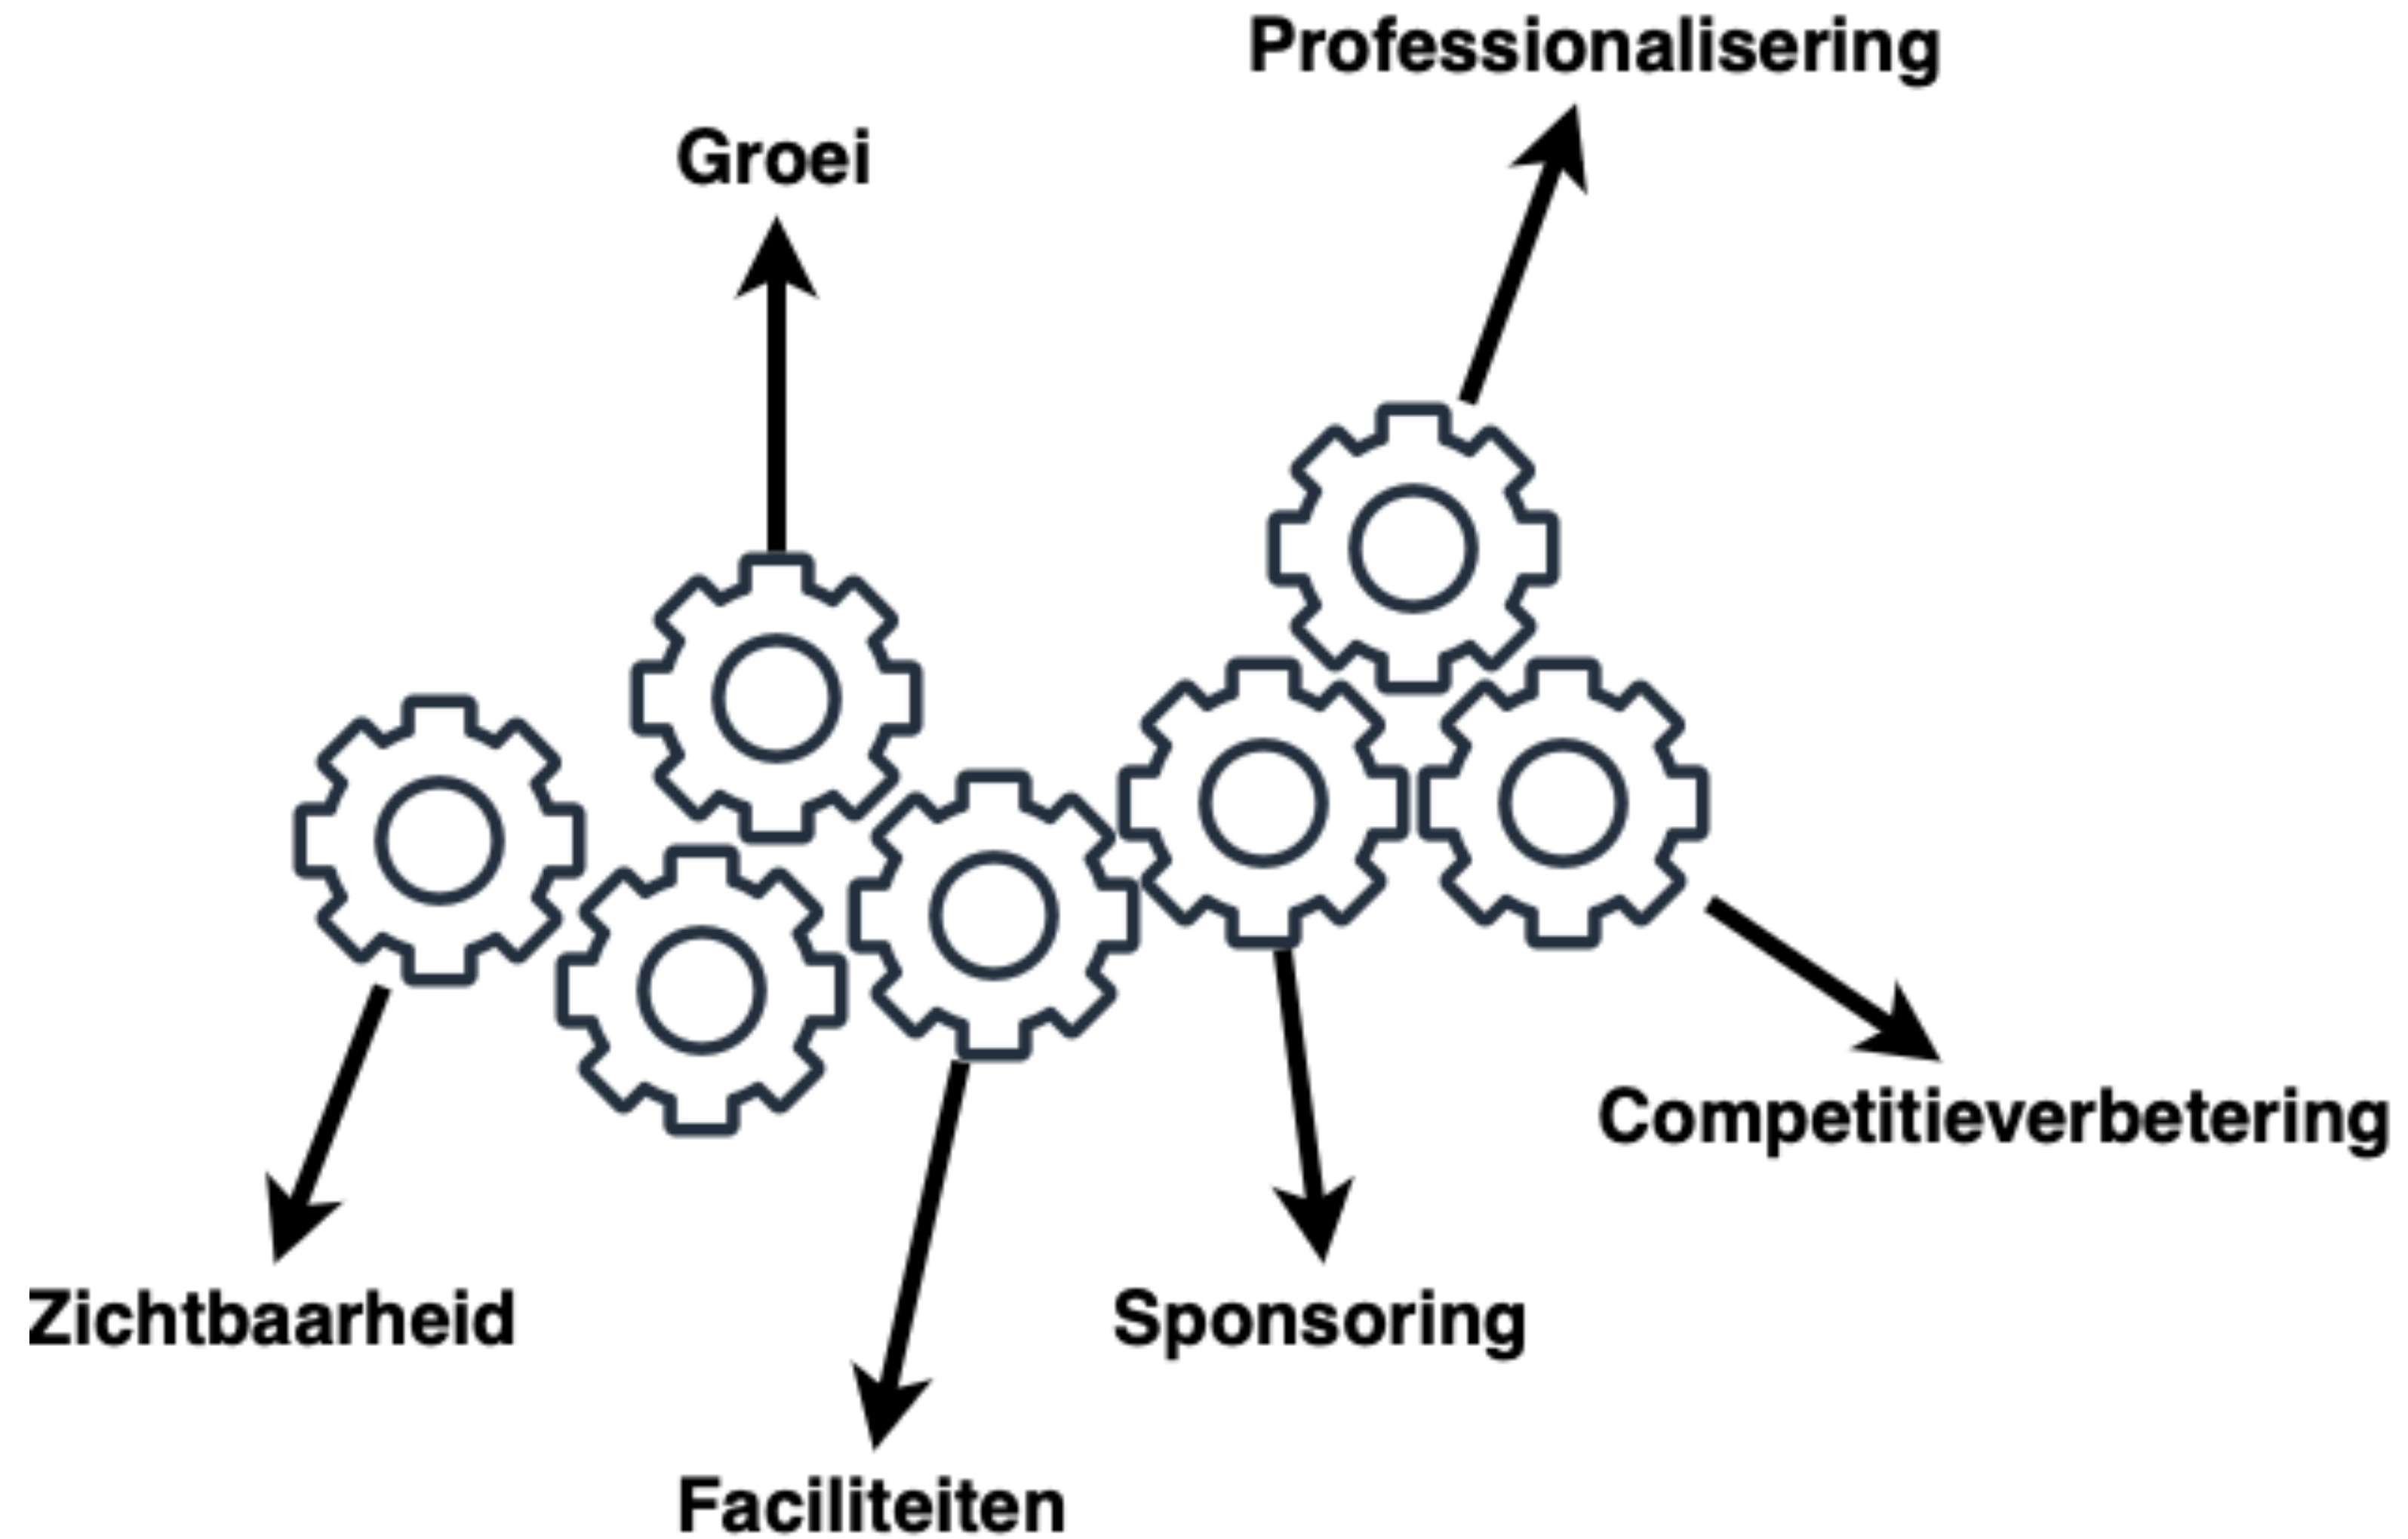 Professionalisering
Groei
Competitieverbetering
Zichtbaarheid
Sponsoring
Faciliteiten